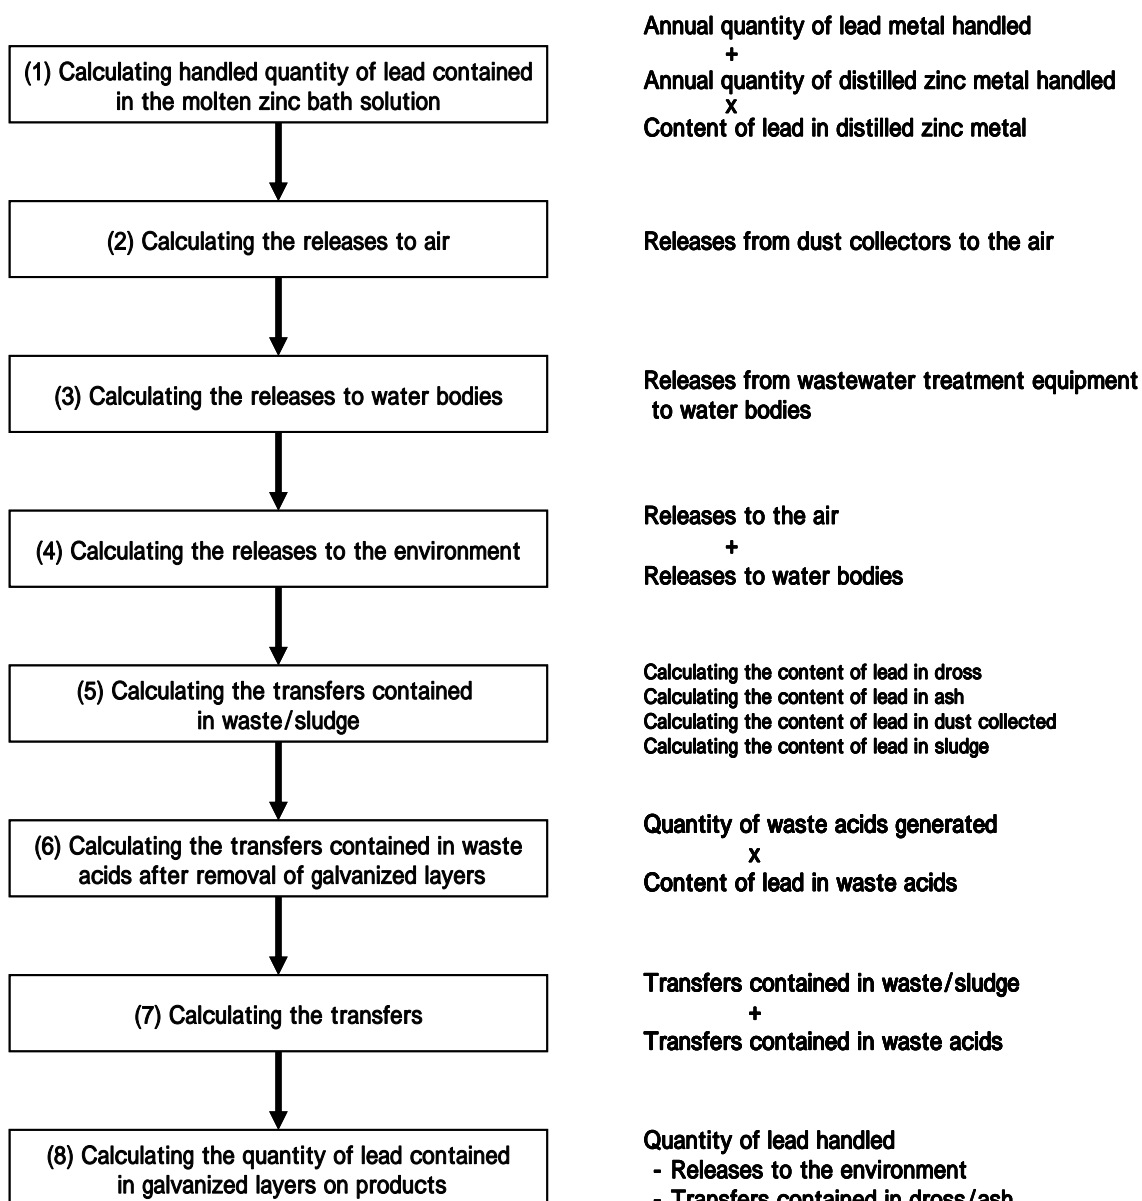 Annual quantity of lead metal handled
+
(1) Calculating handled quantity of lead contained
in the molten zinc bath solution
Annual quantity of distilled zinc metal handled
x
Content of lead in distilled zinc metal
(2) Calculating the releases to air
Releases from dust collectors to the air
(3) Calculating the releases to water bodies
Releases from wastewater treatment equipment
to water bodies
(4) Calculating the releases to the environment
Releases to the air
+
Releases to water bodies
(5) Calculating the transfers contained
in waste/sludge
Calculating the content of lead in dross
Calculating the content of lead in ash
Calculating the content of lead in dust collected
Calculating the content of lead in sludge
(6) Calculating the transfers contained in waste
acids after removal of galvanized layers
Quantity of waste acids generated
x
Content of lead in waste acids
(7) Calculating the transfers
Transfers contained in waste/sludge
+
Transfers contained in waste acids
(8) Calculating the quantity of lead contained
in galvanized layers on products
Quantity of lead handled
- Releases to the environment
- Transfers contained in dross/ash